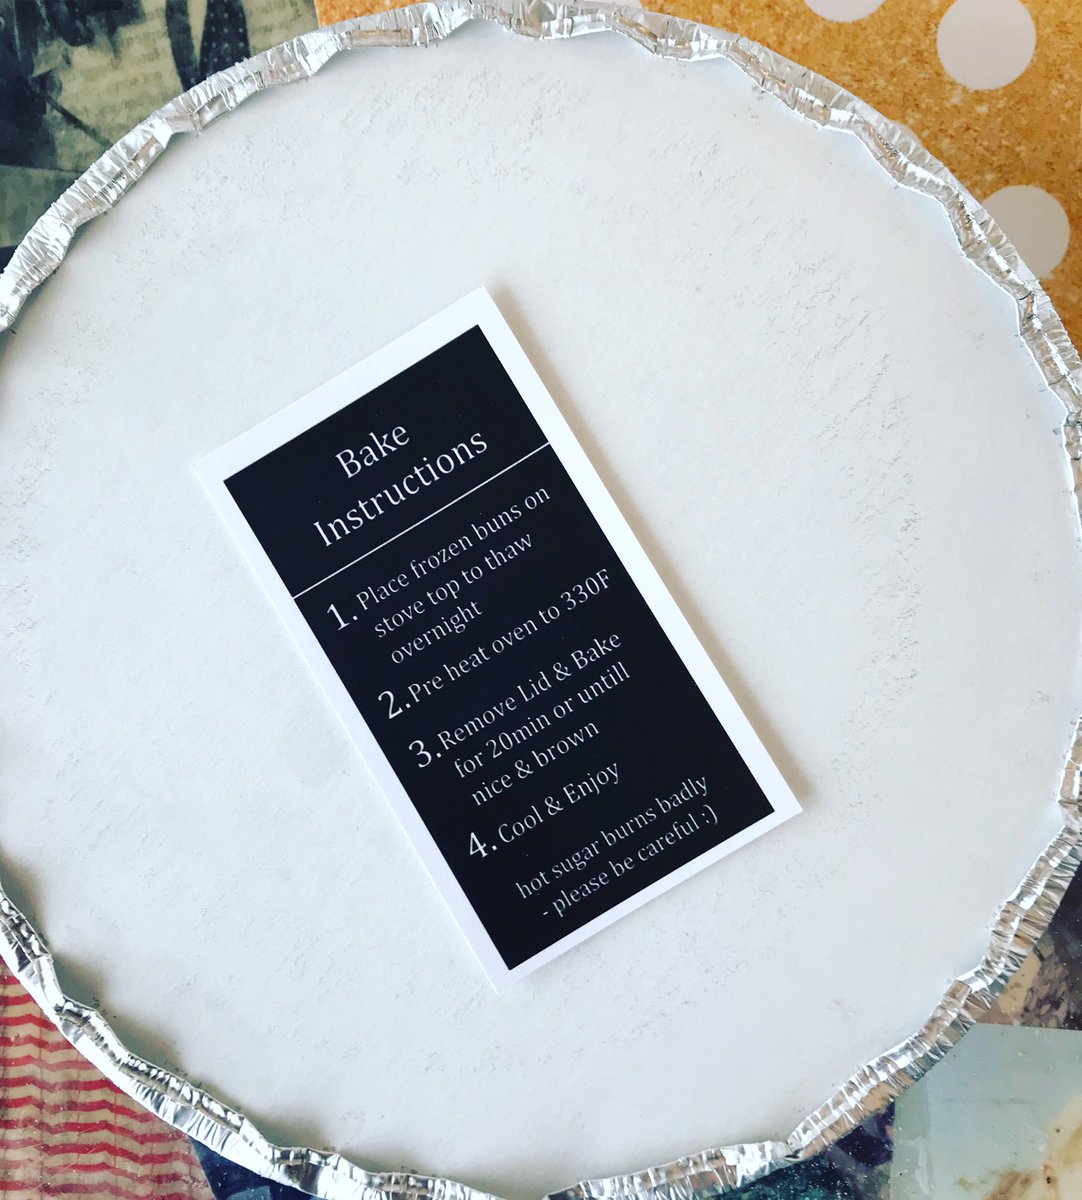 Bake
Instructions
1. Place frozen buns on
stove top to thaw
overnight
2. Pre heat oven to 330F
3. Remove Lid & Bake
for 20min or untill
nice & brown
4. Cool & Enjoy
hot sugar burns badly
- please be careful :)